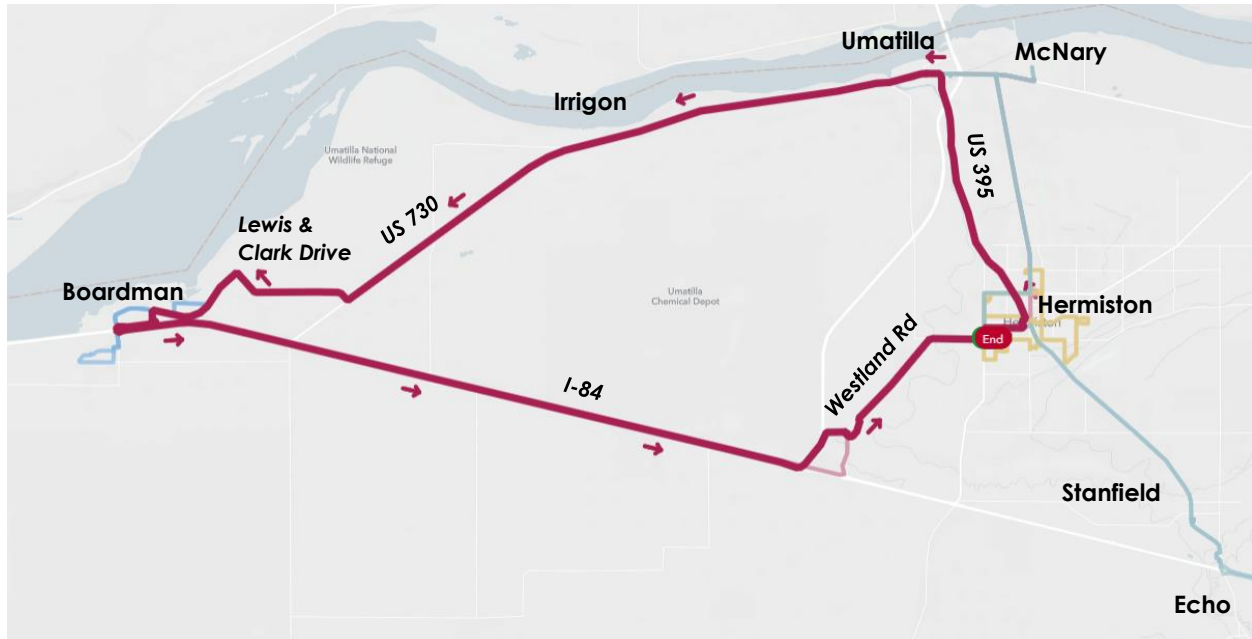 Umatilla
McNary
Irrigon
Umatilla National
Wildlife Refuge
US 395
US 730
Lewis &
Clark Drive
Boardman
Umatilla
Chemical Depot
Hermiston
End
Westland Rd
I-84
Stanfield
Echo